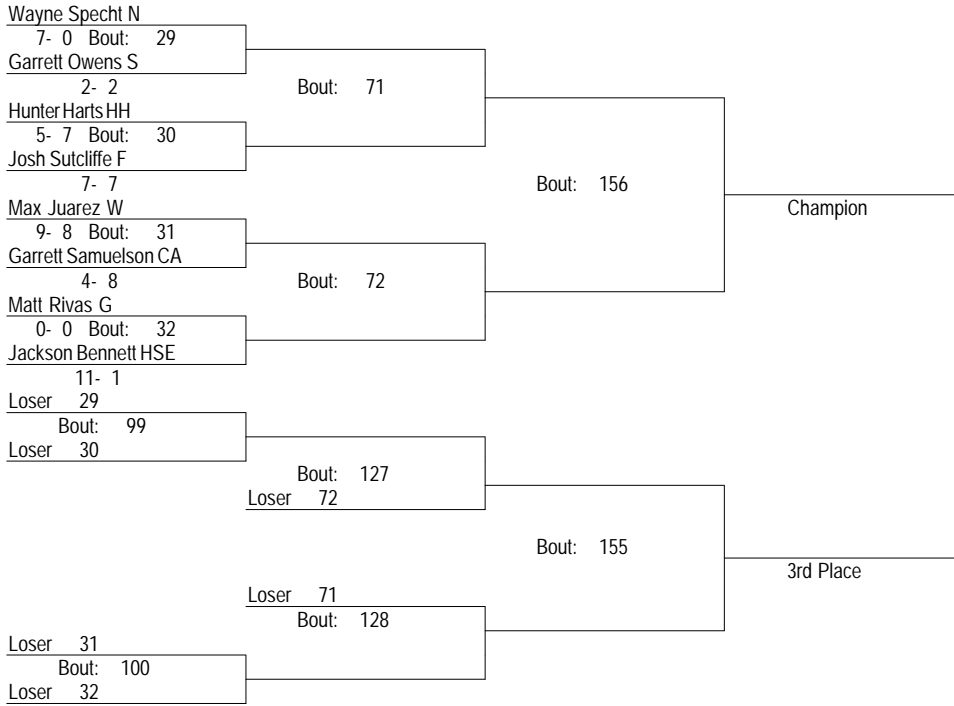 Wayne Specht N
7- 0 Bout: 29
Garrett Owens S
2- 2
Bout: 71
Hunter Harts HH
5- 7 Bout: 30
Josh Sutcliffe F
7- 7
Bout: 156
Champion
Max Juarez W
9- 8 Bout: 31
Garrett Samuelson CA
4- 8
Bout: 72
Matt Rivas G
0- 0 Bout: 32
Jackson Bennett HSE
11- 1
Loser 29
Bout: 99
Loser 30
Bout: 127
Loser 72
Bout: 155
3rd Place
Loser 71
Bout: 128
Loser 31
Bout: 100
Loser 32